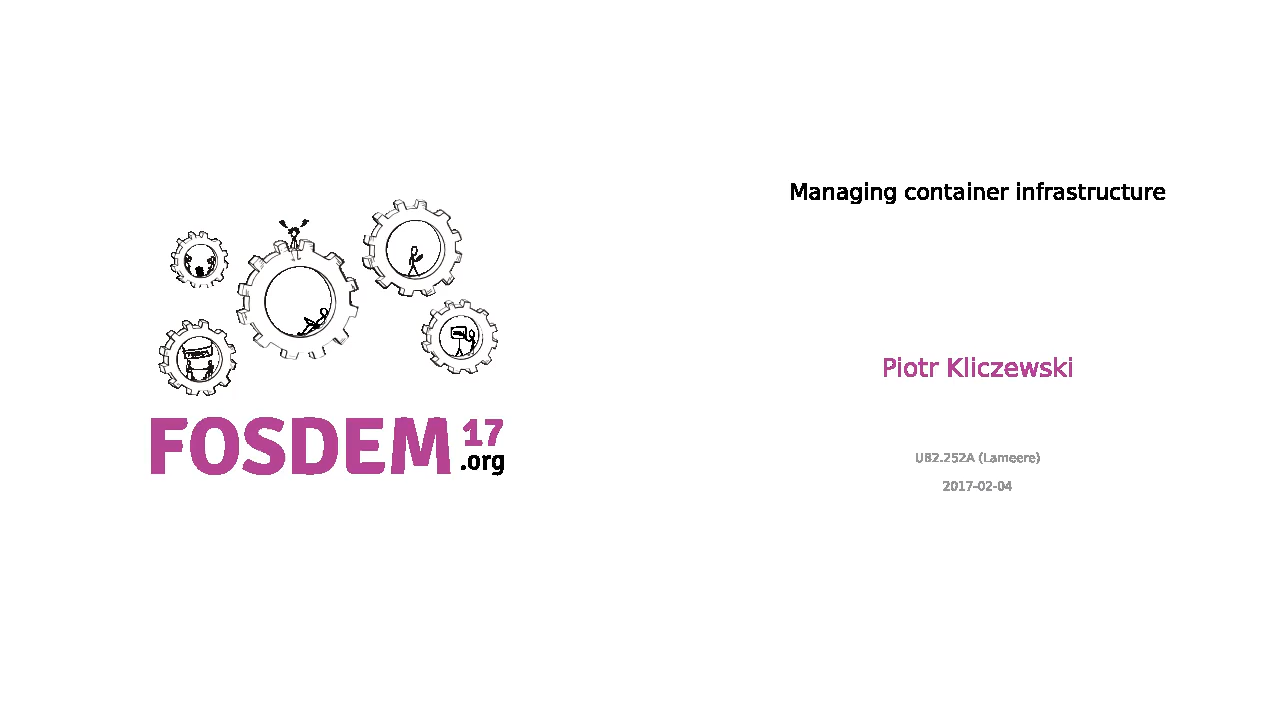 FOSDEM 17
.org
Managing container infrastructure
Piotr Kliczewski
UB2.252A (Lameere)
2017-02-04